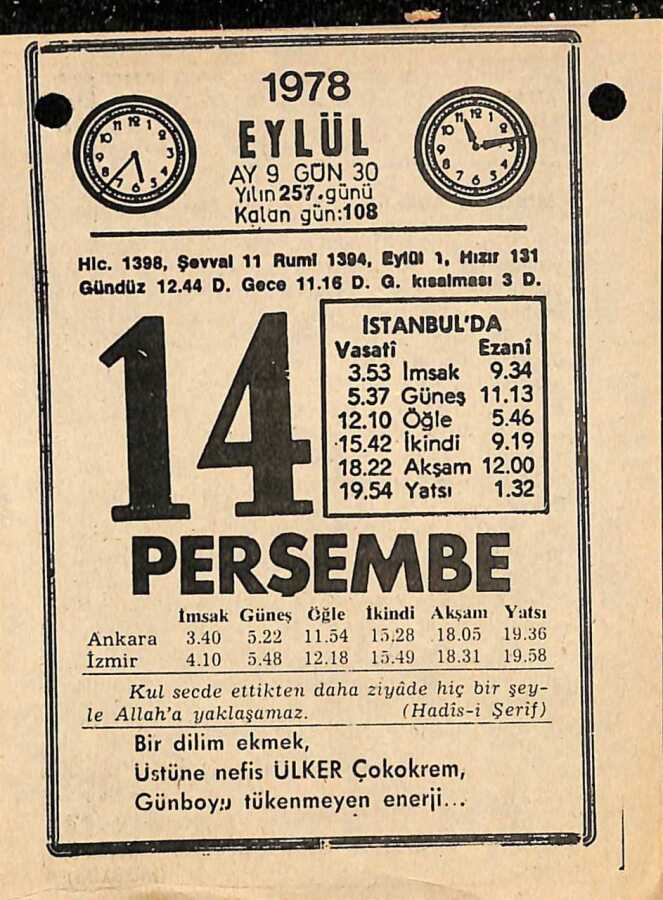 1978
EYLÜL
AY 9 GÜN 30
Yılın 257.günü
Kalan gün:108
Hic. 1398, Şevval 11 Rumi 1394, Eylûl 1, Hızır 131
Gündüz 12.44 D. Gece 11.16 D. G. kısalması 3 D.
14
İSTANBUL'DA
Vasatî Ezanî
3.53 İmsak 9.34
5.37 Güneş 11.13
12.10 Öğle 5.46
15.42 İkindi 9.19
18.22 Akşam 12.00
19.54 Yatsı 1.32
PERŞEMBE
İmsak Güneş Öğle İkindi Akşam Yatsı
Ankara 3.40 5.22 11.54 15.28 18.05 19.36
İzmir 4.10 5.48 12.18 15.49 18.31 19.58
Kul secde ettikten daha ziyâde hiç bir şey-
le Allah'a yaklaşamaz. (Hadîs-i Şerif)
Bir dilim ekmek,
Üstüne nefis ÜLKER Çokokrem,
Günboyu tükenmeyen enerji...